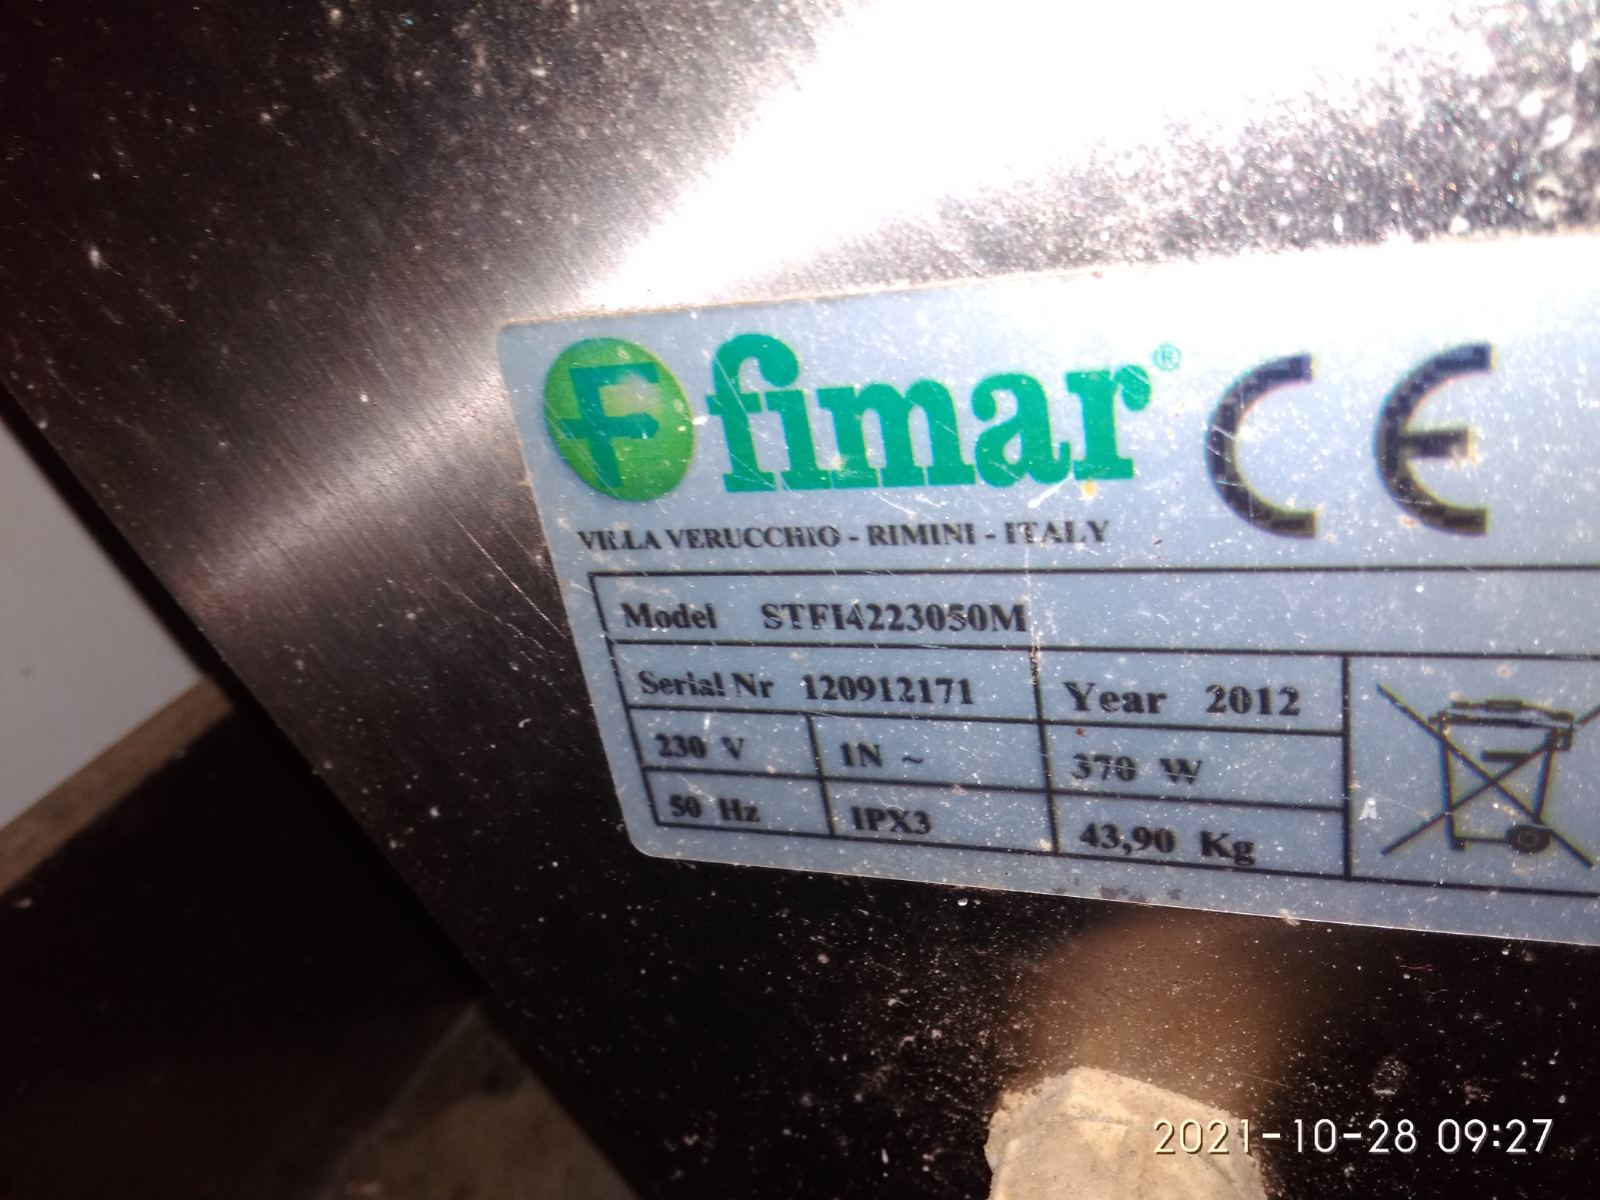 F fimar® CE
VILLA VERUCCHIO - RIMINI - ITALY
Model STFI4223050M
Serial Nr 120912171 Year 2012
230 V 1N ~ 370 W
50 Hz IPX3 43,90 Kg
2021-10-28 09:27